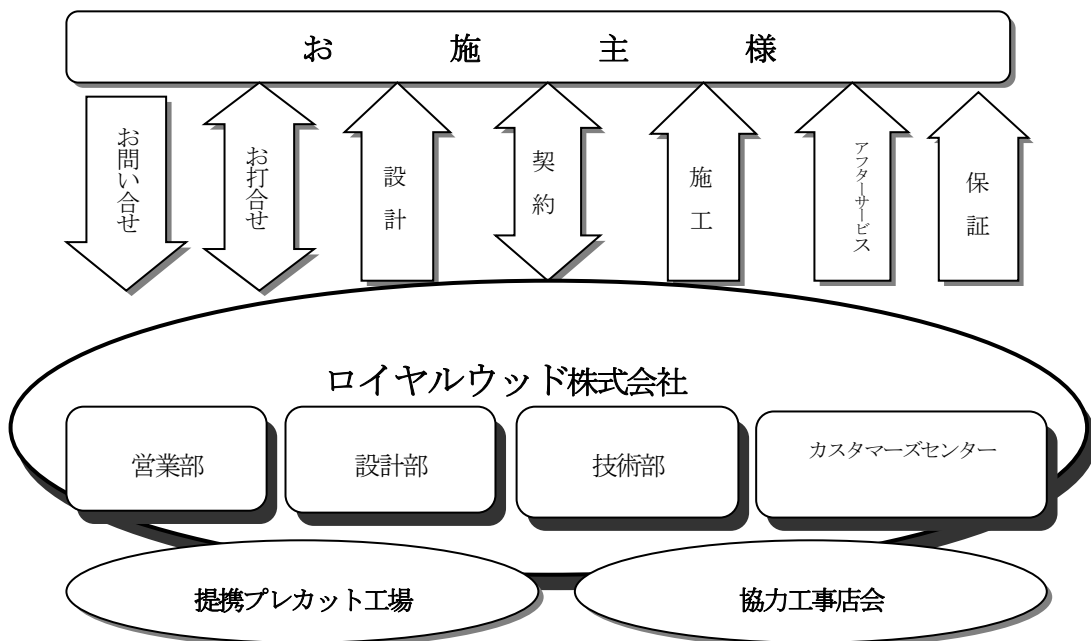 お施主様
お問い合せ
お打合せ
設計
契約
施工
アフターサービス
保証
ロイヤルウッド株式会社
営業部
設計部
技術部
カスタマーズセンター
提携プレカット工場
協力工事店会